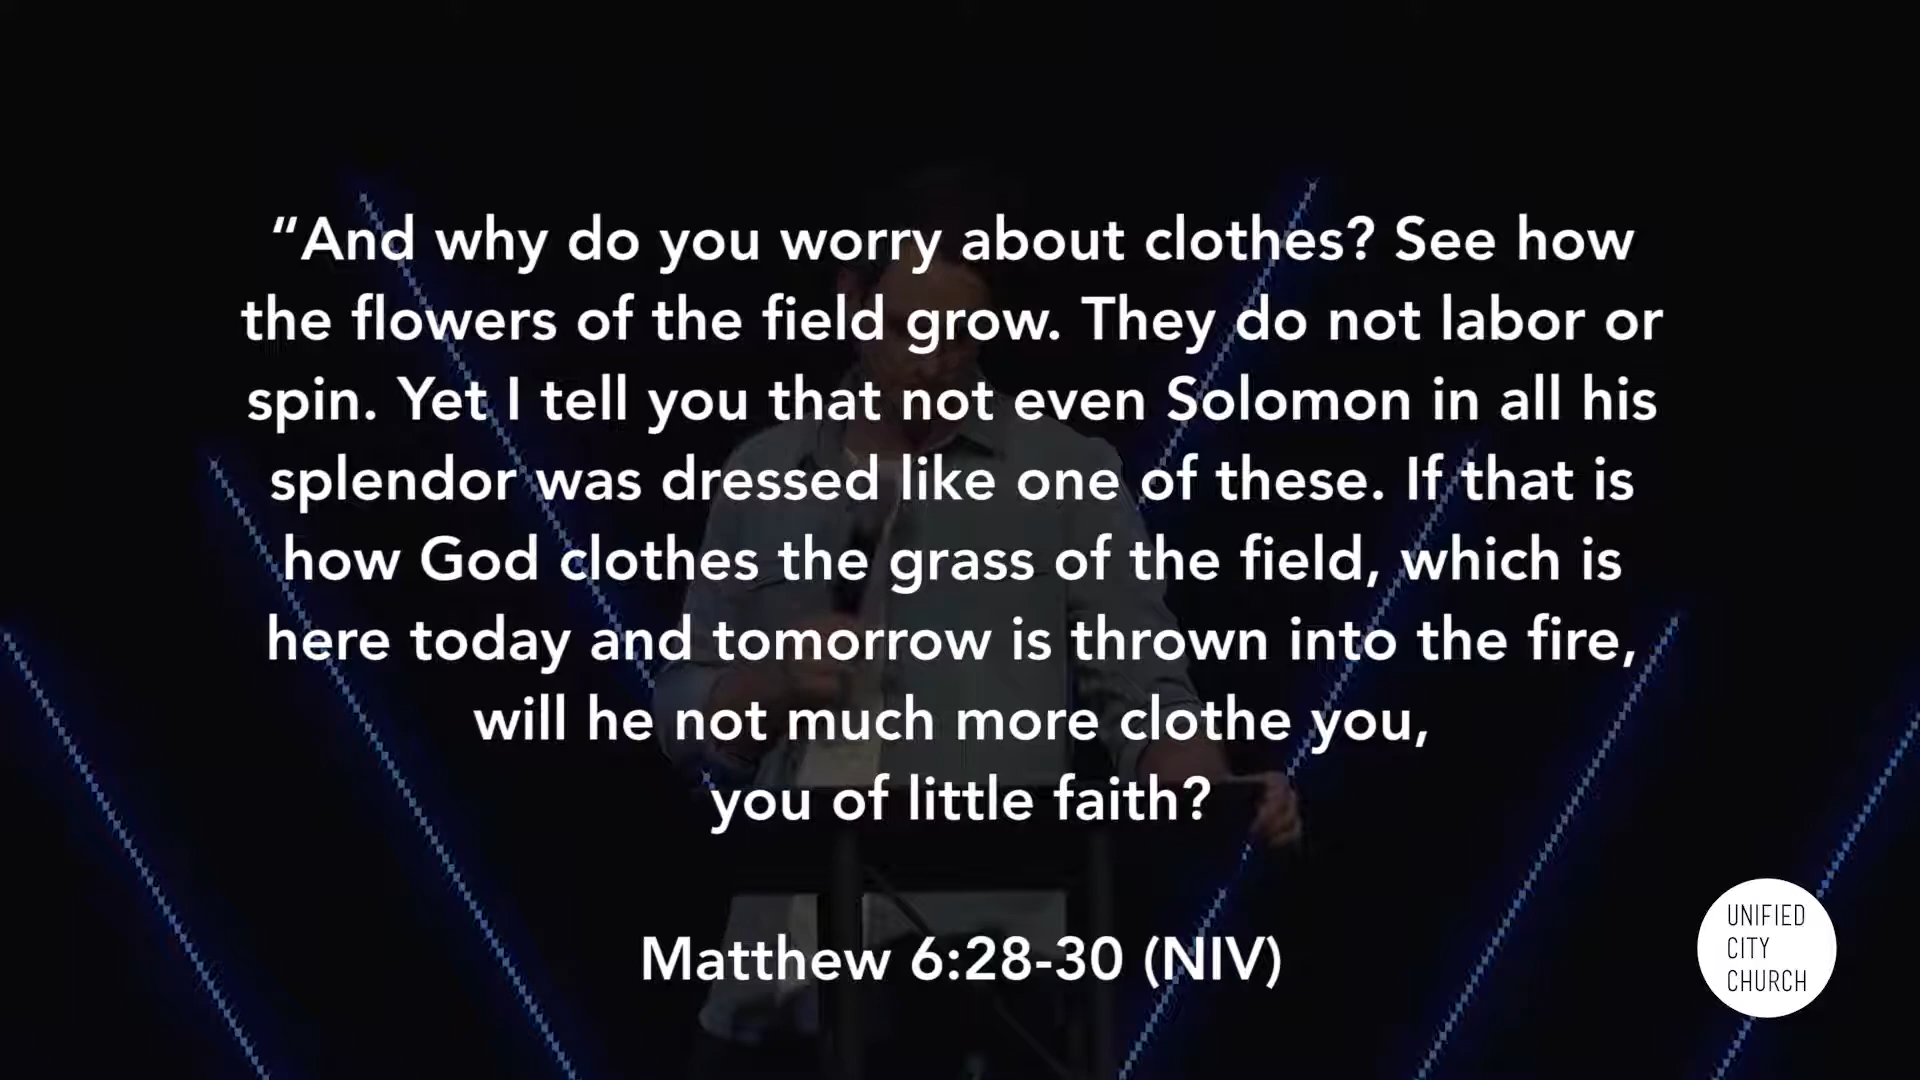 “And why do you worry about clothes? See how
the flowers of the field grow. They do not labor or
spin. Yet I tell you that not even Solomon in all his
splendor was dressed like one of these. If that is
how God clothes the grass of the field, which is
here today and tomorrow is thrown into the fire,
will he not much more clothe you,
you of little faith?
Matthew 6:28-30 (NIV)
UNIFIED
CITY
CHURCH